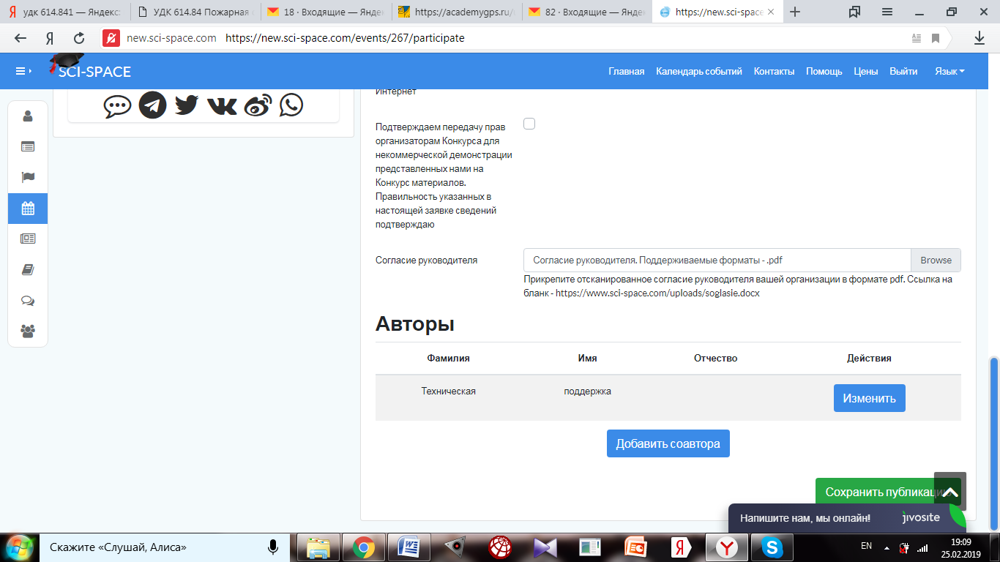 удк 614.841 — Яндекс:
УДК 614.84 Пожарная
18 · Входящие — Янде
https://academygps.ru/
82 · Входящие — Янде
https://new.sci-space
new.sci-space.com https://new.sci-space.com/events/267/participate
SCI-SPACE
Главная Календарь событий Контакты Помощь Цены Выйти Язык
Интернет
Подтверждаем передачу прав
организаторам Конкурса для
некоммерческой демонстрации
представленных нами на
Конкурс материалов.
Правильность указанных в
настоящей заявке сведений
подтверждаю
Согласие руководителя
Согласие руководителя. Поддерживаемые форматы - .pdf Browse
Прикрепите отсканированное согласие руководителя вашей организации в формате pdf. Ссылка на
бланк - https://www.sci-space.com/uploads/soglasie.docx
Авторы
Фамилия Имя Отчество Действия
Техническая поддержка Изменить
Добавить соавтора
Сохранить публикацию
Напишите нам, мы онлайн! jivosite
Скажите «Слушай, Алиса»
EN 19:09
25.02.2019